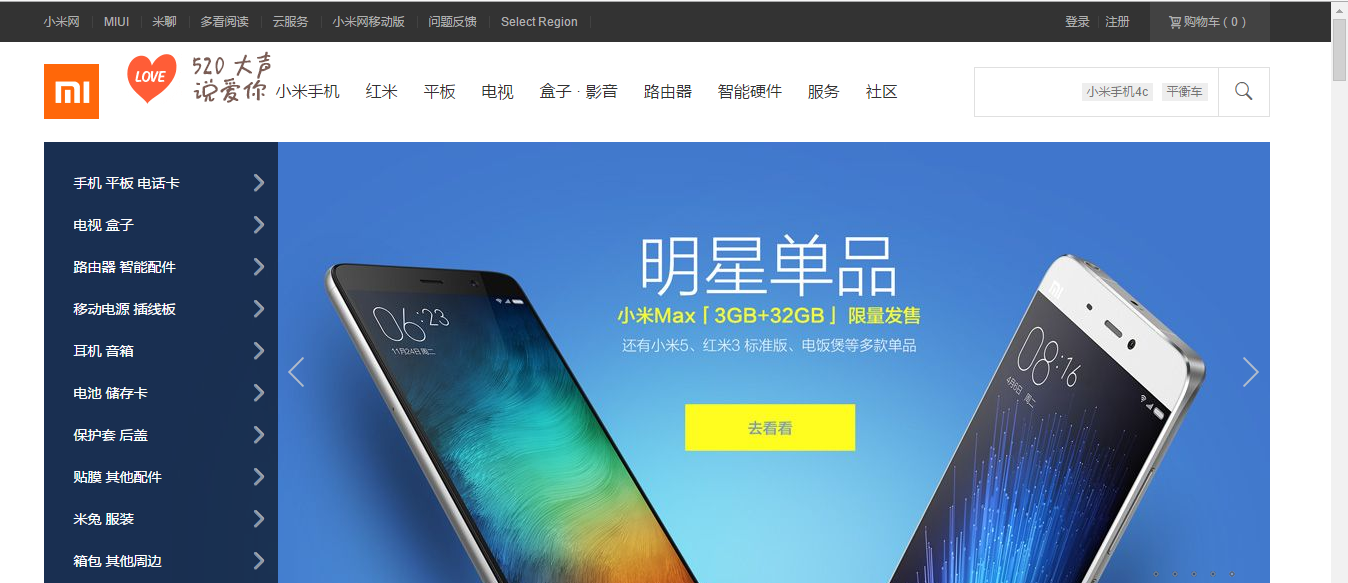 小米网 MIUI 米聊 多看阅读 云服务 小米网移动版 问题反馈 Select Region 登录 注册 购物车 ( 0 )
mi LOVE 520 大声
说爱你
小米手机 红米 平板 电视 盒子 · 影音 路由器 智能硬件 服务 社区 小米手机4c 平衡车
手机 平板 电话卡
电视 盒子
路由器 智能配件
移动电源 插线板
耳机 音箱
电池 储存卡
保护套 后盖
贴膜 其他配件
米兔 服装
箱包 其他周边
明星单品
小米Max「3GB+32GB」限量发售
还有小米5、红米3 标准版、电饭煲等多款单品
去看看
06:23
11月24日 周二
mi
08:16
4月6日 周二